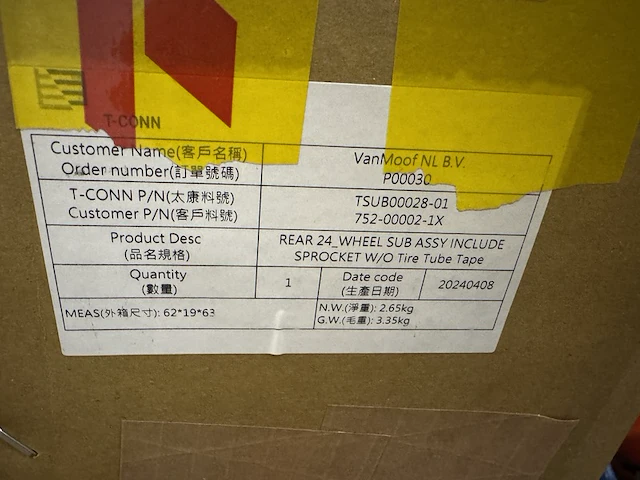 T-CONN
Customer Name(客戶名稱) VanMoof NL B.V.
Order number(訂單號碼) P00030
T-CONN P/N(太康料號) TSUB00028-01
Customer P/N(客戶料號) 752-00002-1X
Product Desc REAR 24_WHEEL SUB ASSY INCLUDE
(品名規格) SPROCKET W/O Tire Tube Tape
Quantity 1 Date code 20240408
(數量) (生產日期)
MEAS(外箱尺寸): 62*19*63 N.W.(淨重): 2.65kg
G.W.(毛重): 3.35kg